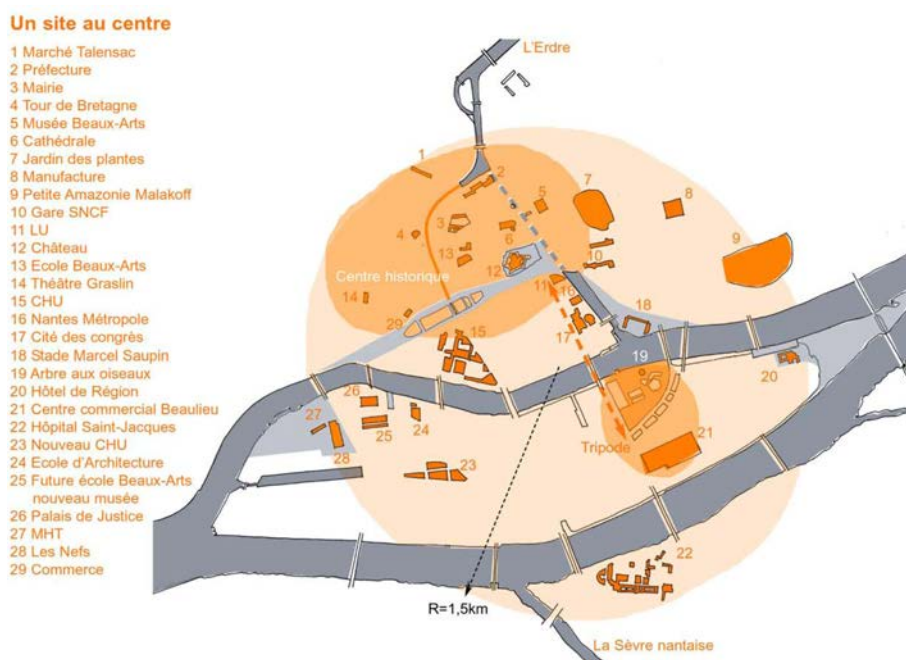 Un site au centre
1 Marché Talensac
2 Préfecture
3 Mairie
4 Tour de Bretagne
5 Musée Beaux-Arts
6 Cathédrale
7 Jardin des plantes
8 Manufacture
9 Petite Amazonie Malakoff
10 Gare SNCF
11 LU
12 Château
13 Ecole Beaux-Arts
14 Théâtre Graslin
15 CHU
16 Nantes Métropole
17 Cité des congrès
18 Stade Marcel Saupin
19 Arbre aux oiseaux
20 Hôtel de Région
21 Centre commercial Beaulieu
22 Hôpital Saint-Jacques
23 Nouveau CHU
24 Ecole d'Architecture
25 Future école Beaux-Arts
nouveau musée
26 Palais de Justice
27 MHT
28 Les Nefs
29 Commerce
L'Erdre
1
2
7
5
8
3
4
6
9
13
10
12
Centre historique
11
16
14
18
29
15
17
19
20
26
27
25
24
Tripode
21
28
23
22
R=1,5km
La Sèvre nantaise